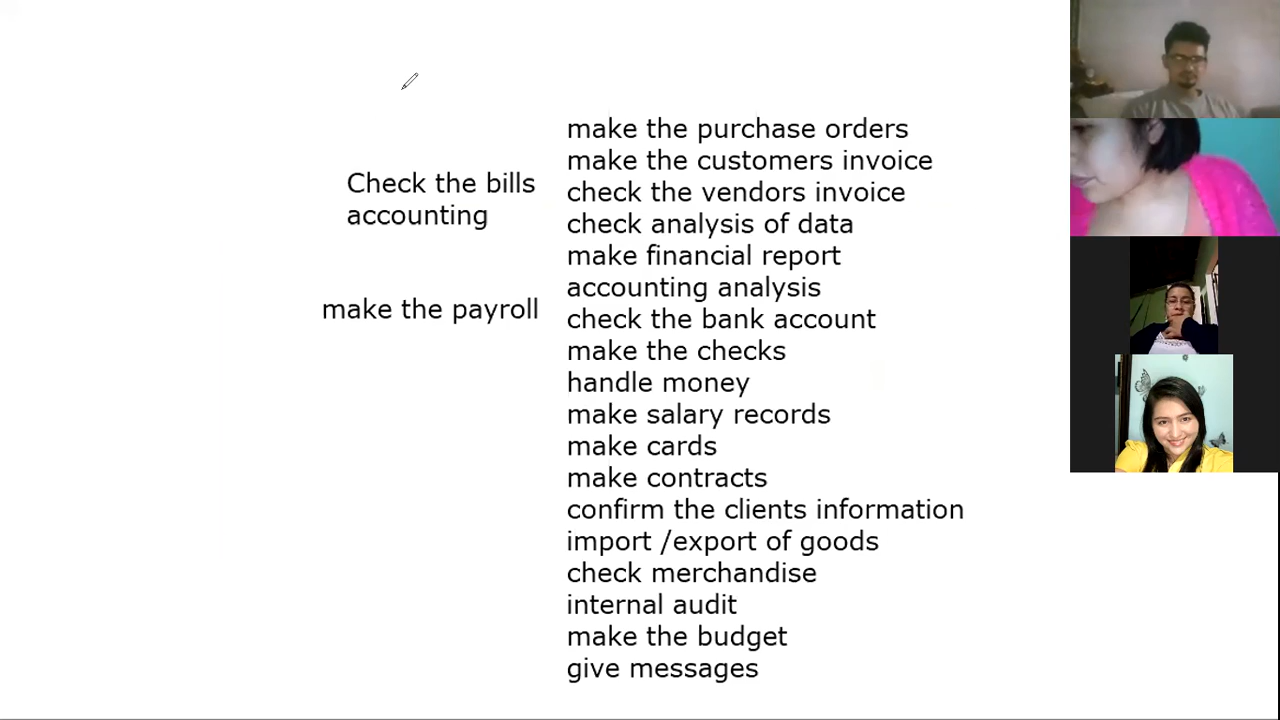 Check the bills
accounting
make the payroll
make the purchase orders
make the customers invoice
check the vendors invoice
check analysis of data
make financial report
accounting analysis
check the bank account
make the checks
handle money
make salary records
make cards
make contracts
confirm the clients information
import /export of goods
check merchandise
internal audit
make the budget
give messages